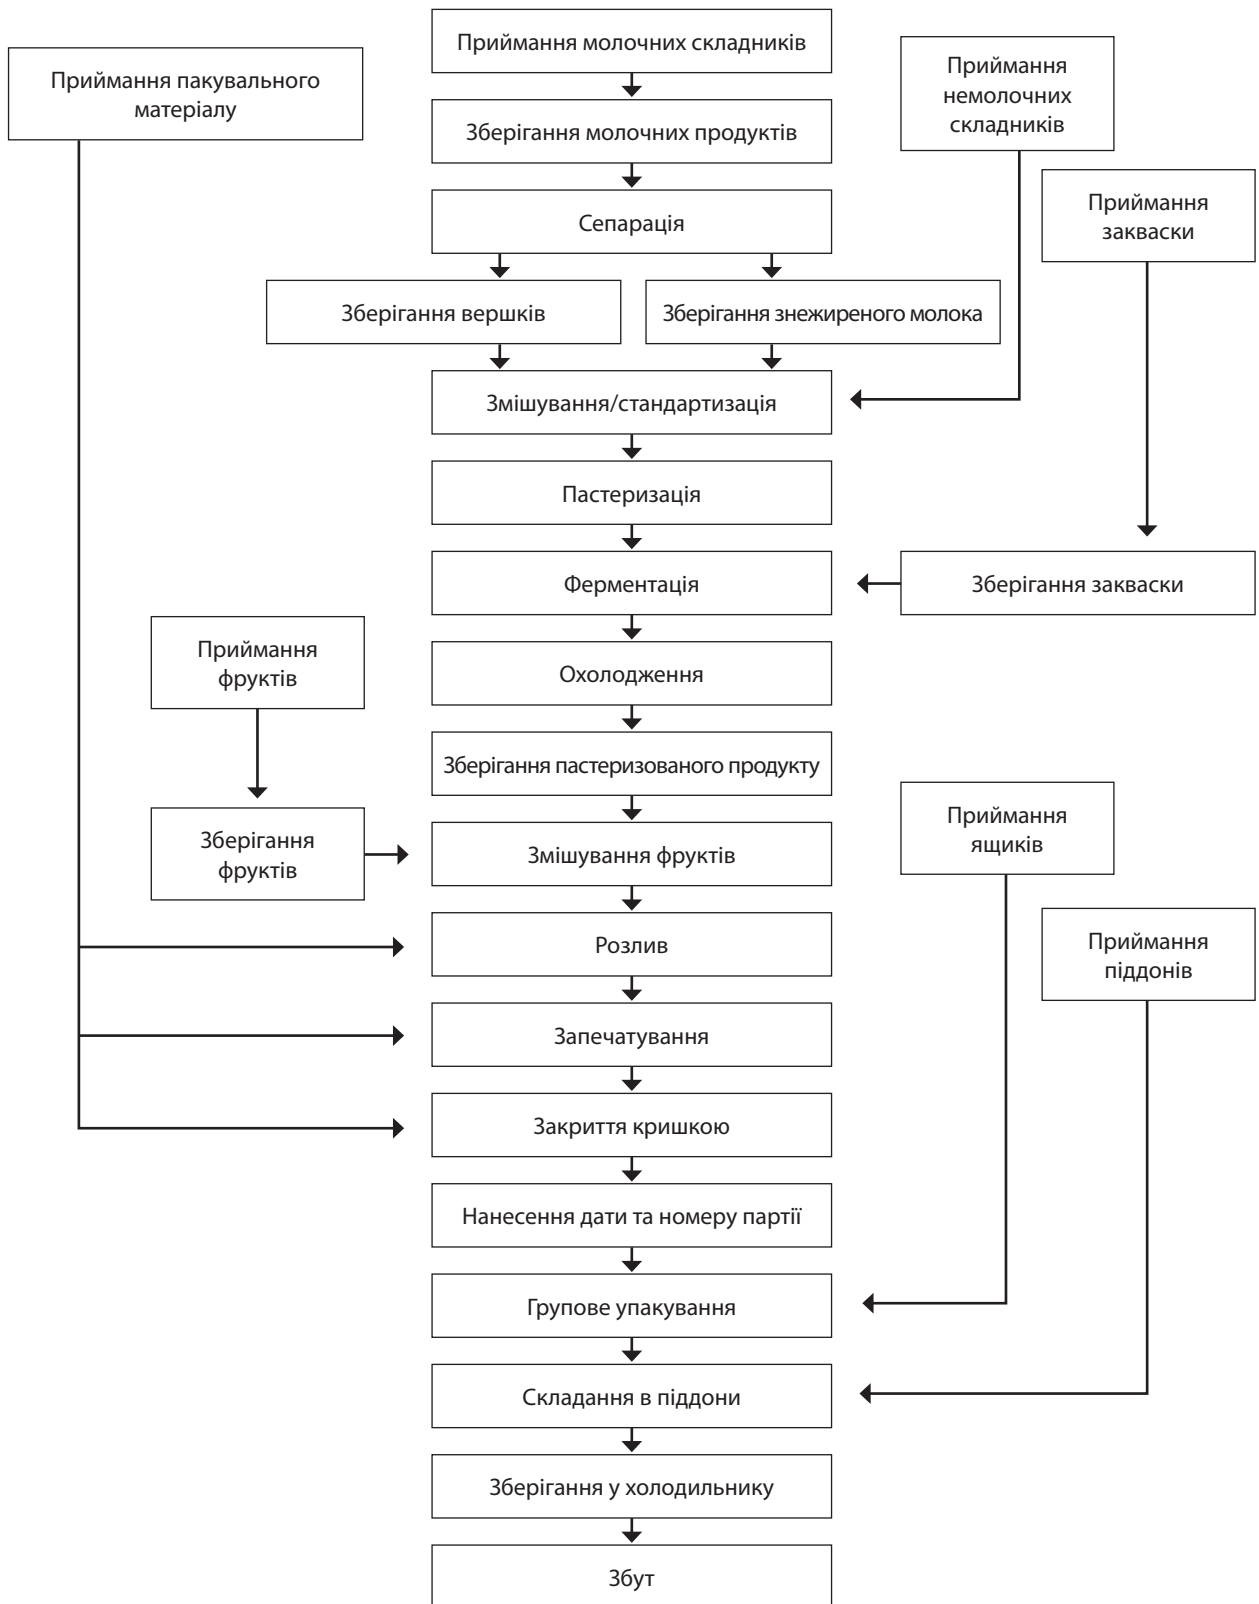 Приймання молочних складників
Приймання пакувального
матеріалу
Приймання
немолочних
складників
Зберігання молочних продуктів
Приймання
закваски
Сепарація
Зберігання вершків
Зберігання знежиреного молока
Змішування/стандартизація
Пастеризація
Ферментація
Зберігання закваски
Приймання
фруктів
Охолодження
Зберігання пастеризованого продукту
Зберігання
фруктів
Змішування фруктів
Приймання
ящиків
Розлив
Приймання
піддонів
Запечатування
Закриття кришкою
Нанесення дати та номеру партії
Групове упакування
Складання в піддони
Зберігання у холодильнику
Збут